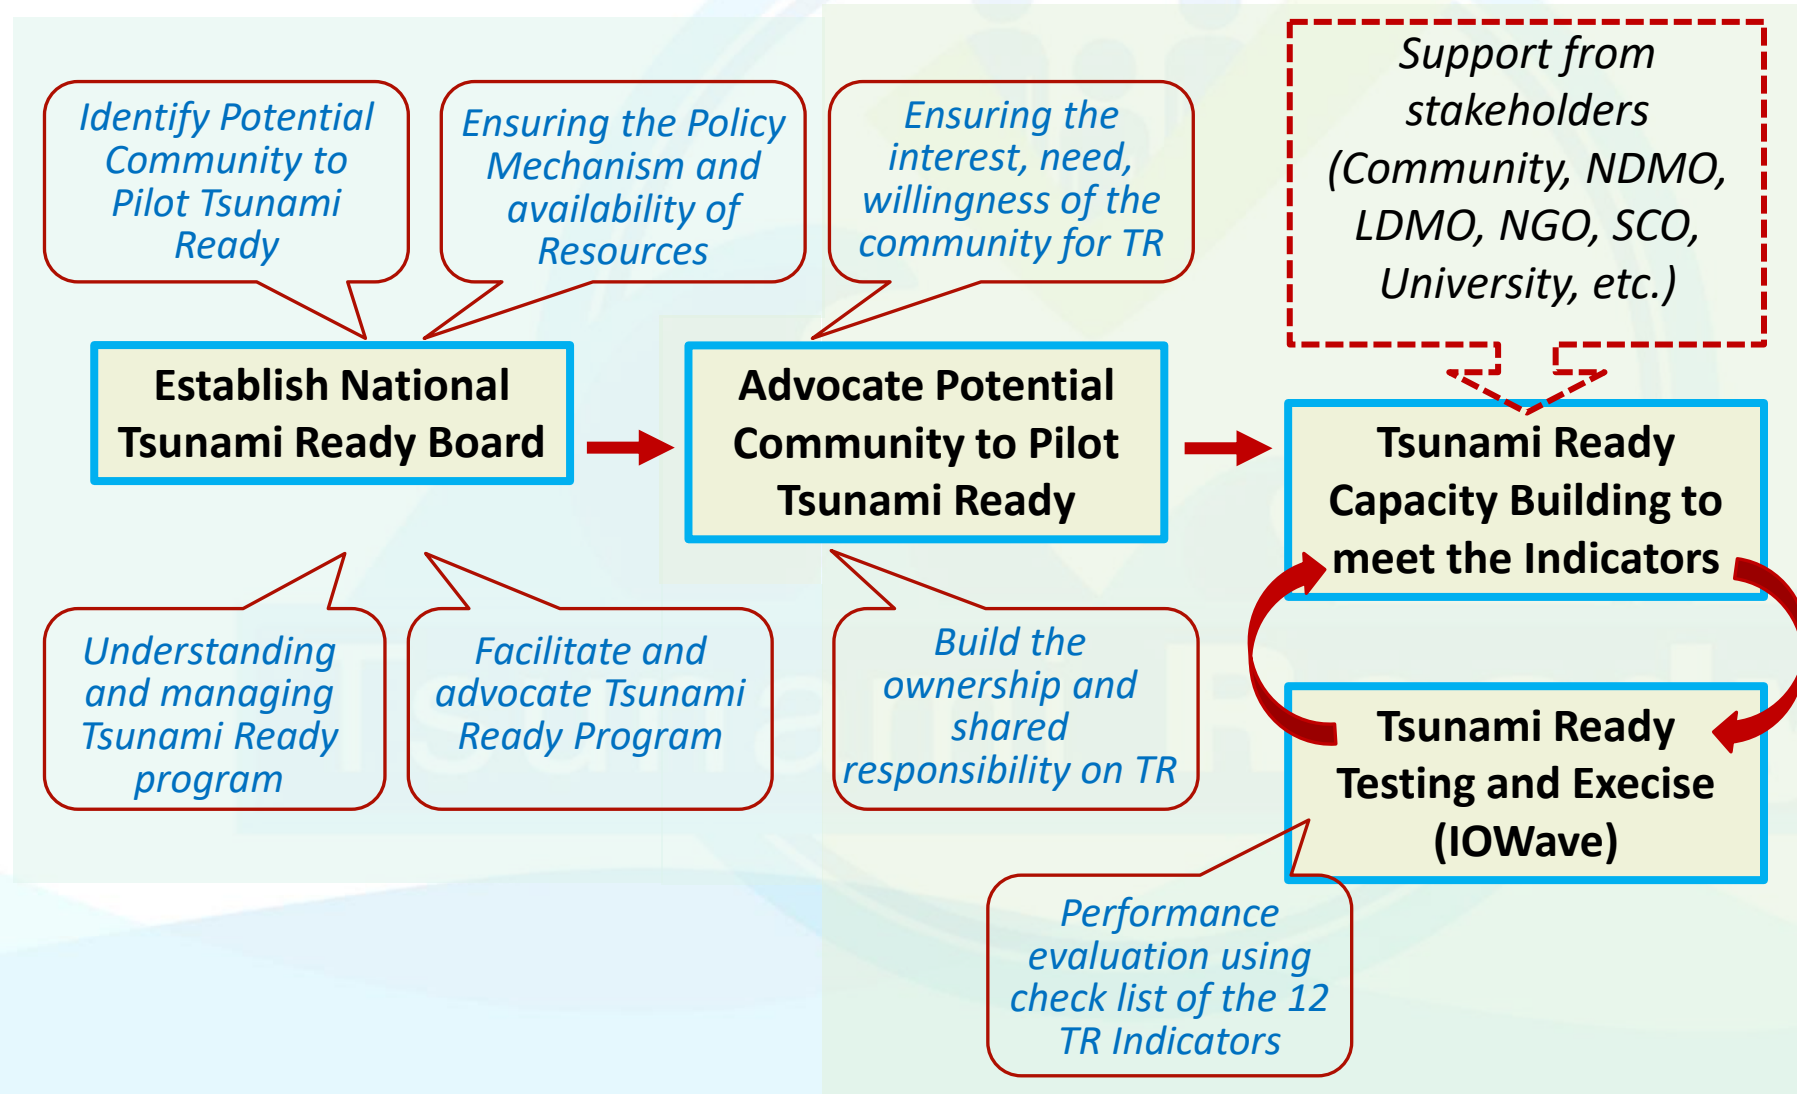 Identify Potential
Community to
Pilot Tsunami
Ready
Ensuring the Policy
Mechanism and
availability of
Resources
Ensuring the
interest, need,
willingness of the
community for TR
Support from
stakeholders
(Community, NDMO,
LDMO, NGO, SCO,
University, etc.)
Establish National
Tsunami Ready Board
Advocate Potential
Community to Pilot
Tsunami Ready
Tsunami Ready
Capacity Building to
meet the Indicators
Understanding
and managing
Tsunami Ready
program
Facilitate and
advocate Tsunami
Ready Program
Build the
ownership and
shared
responsibility on TR
Tsunami Ready
Testing and Execise
(IOWave)
Performance
evaluation using
check list of the 12
TR Indicators